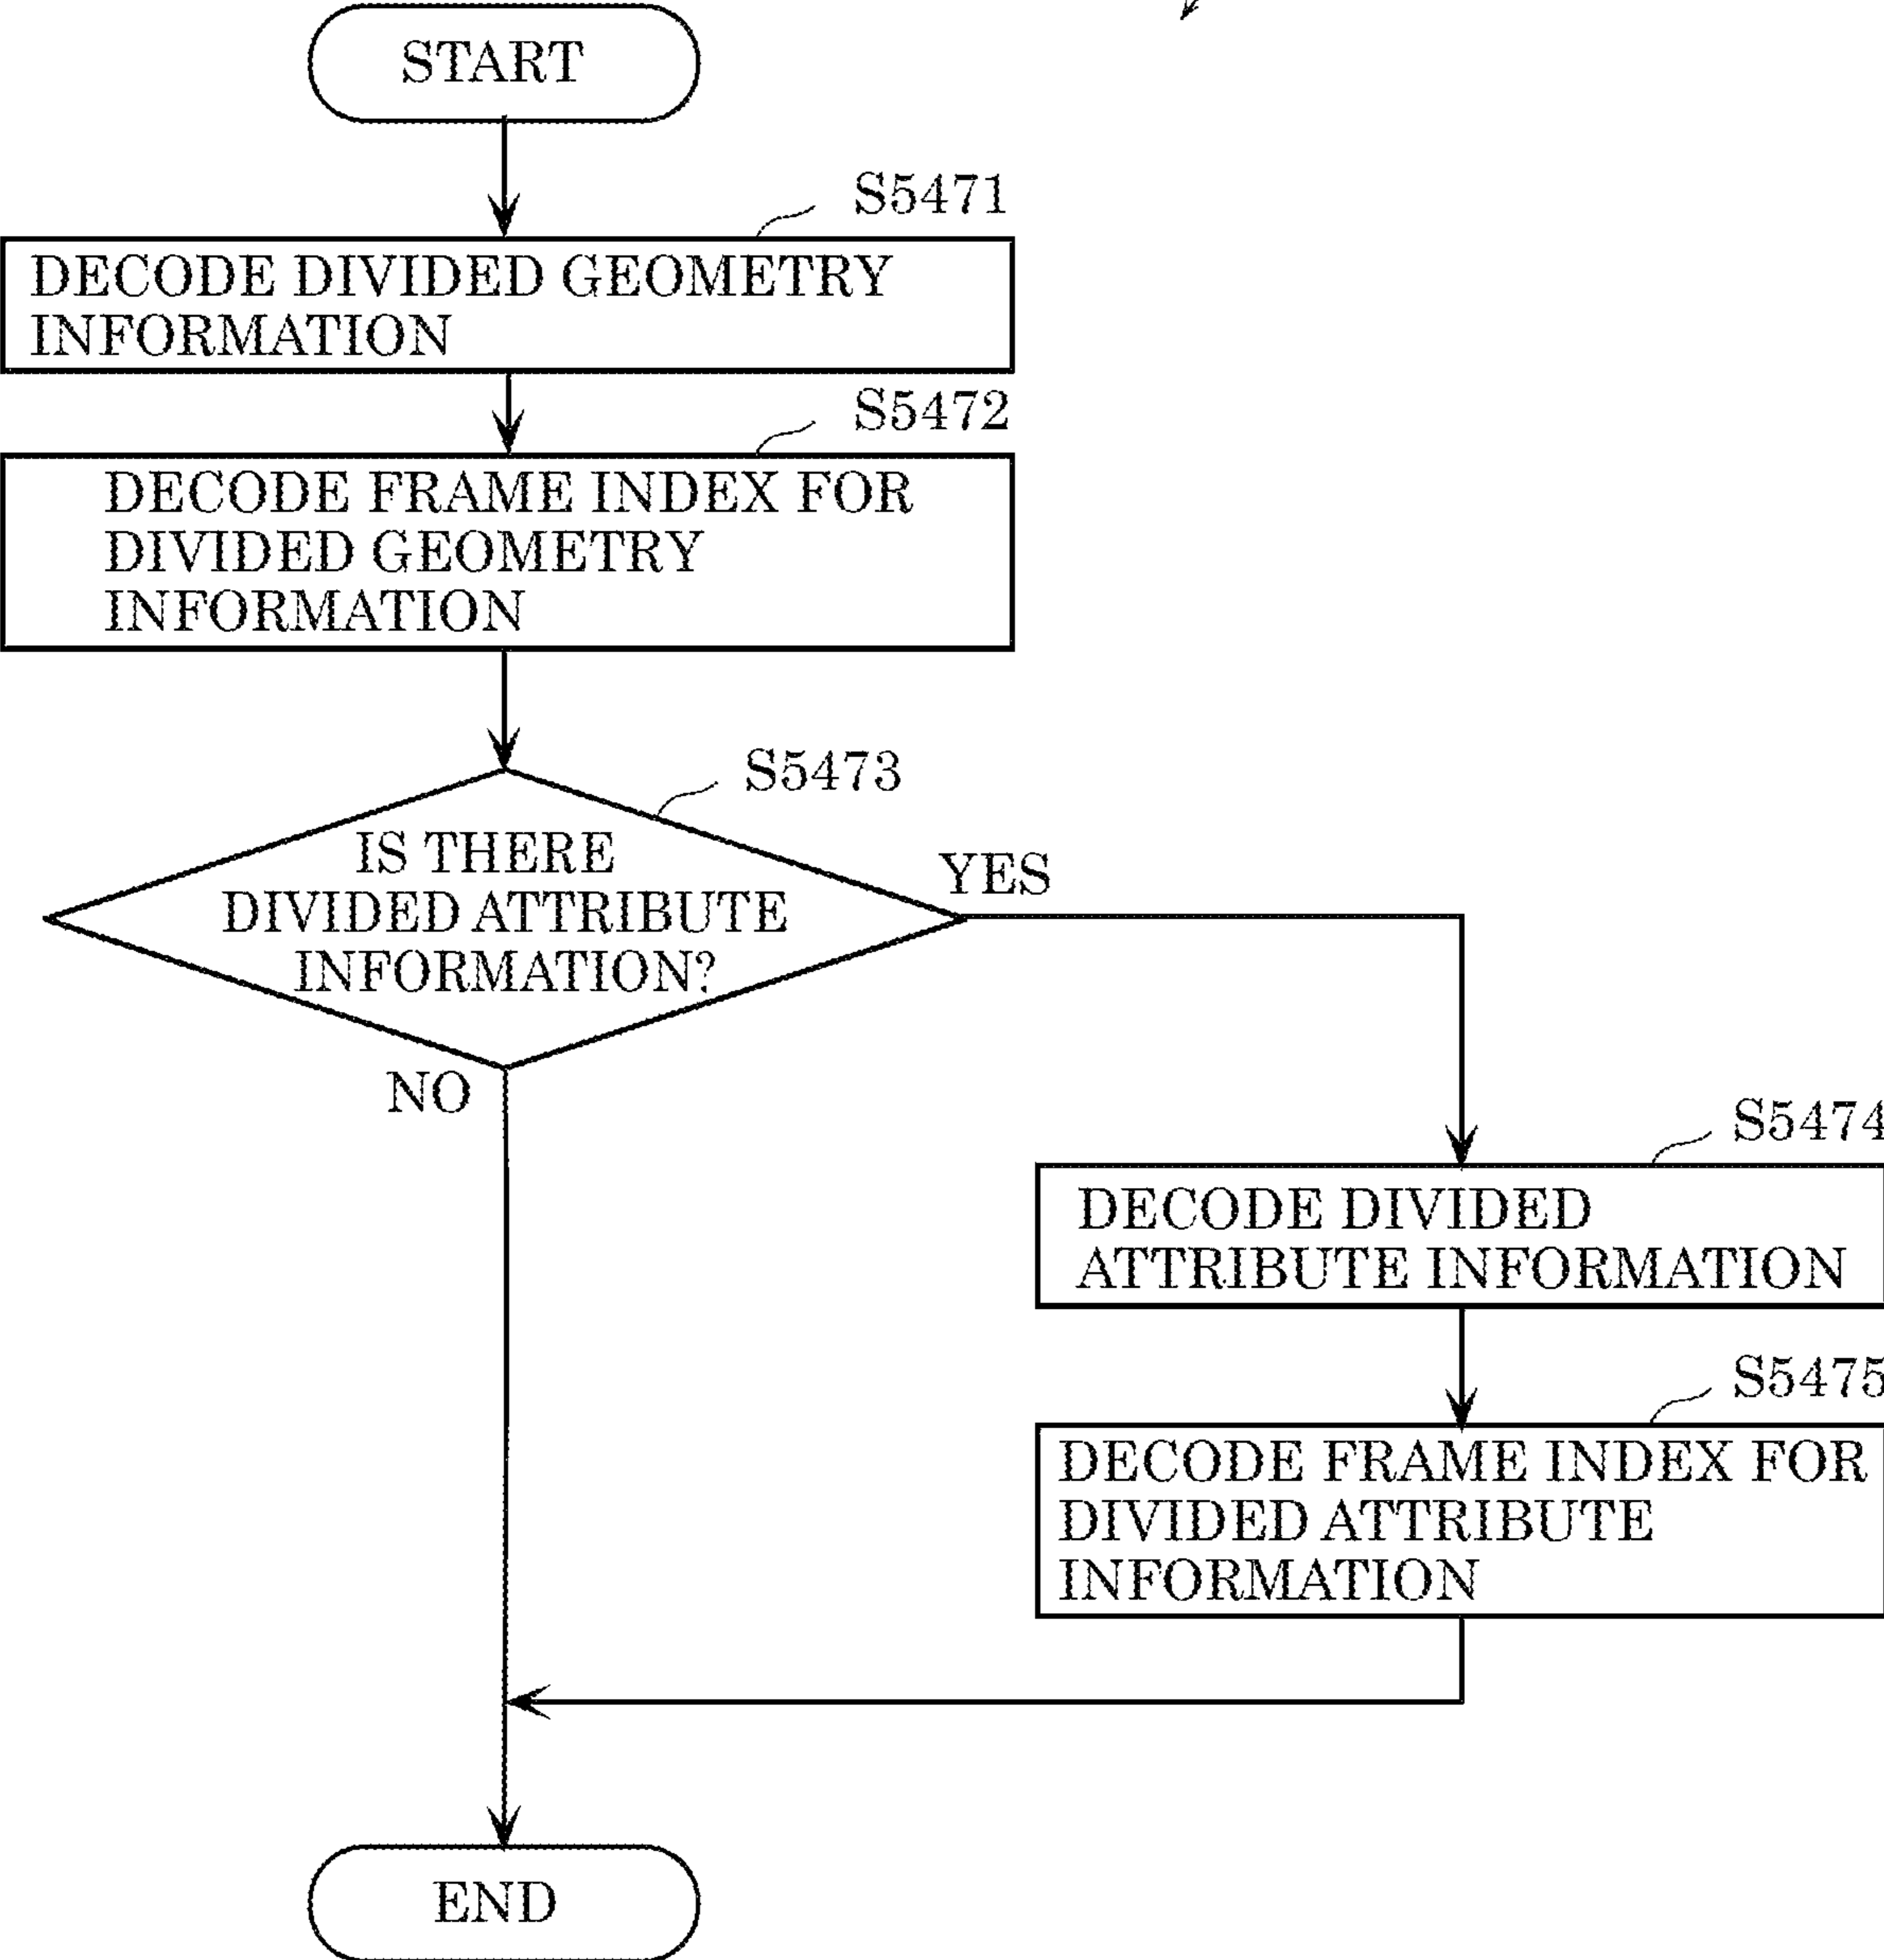 START
S5471
DECODE DIVIDED GEOMETRY
INFORMATION
S5472
DECODE FRAME INDEX FOR
DIVIDED GEOMETRY
INFORMATION
S5473
IS THERE
DIVIDED ATTRIBUTE
INFORMATION?
YES
NO
S5474
DECODE DIVIDED
ATTRIBUTE INFORMATION
S5475
DECODE FRAME INDEX FOR
DIVIDED ATTRIBUTE
INFORMATION
END